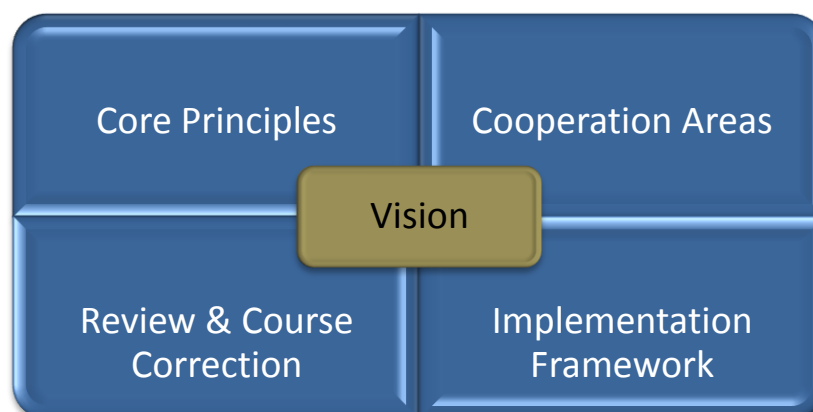 Core Principles
Cooperation Areas
Vision
Review & Course
Correction
Implementation
Framework